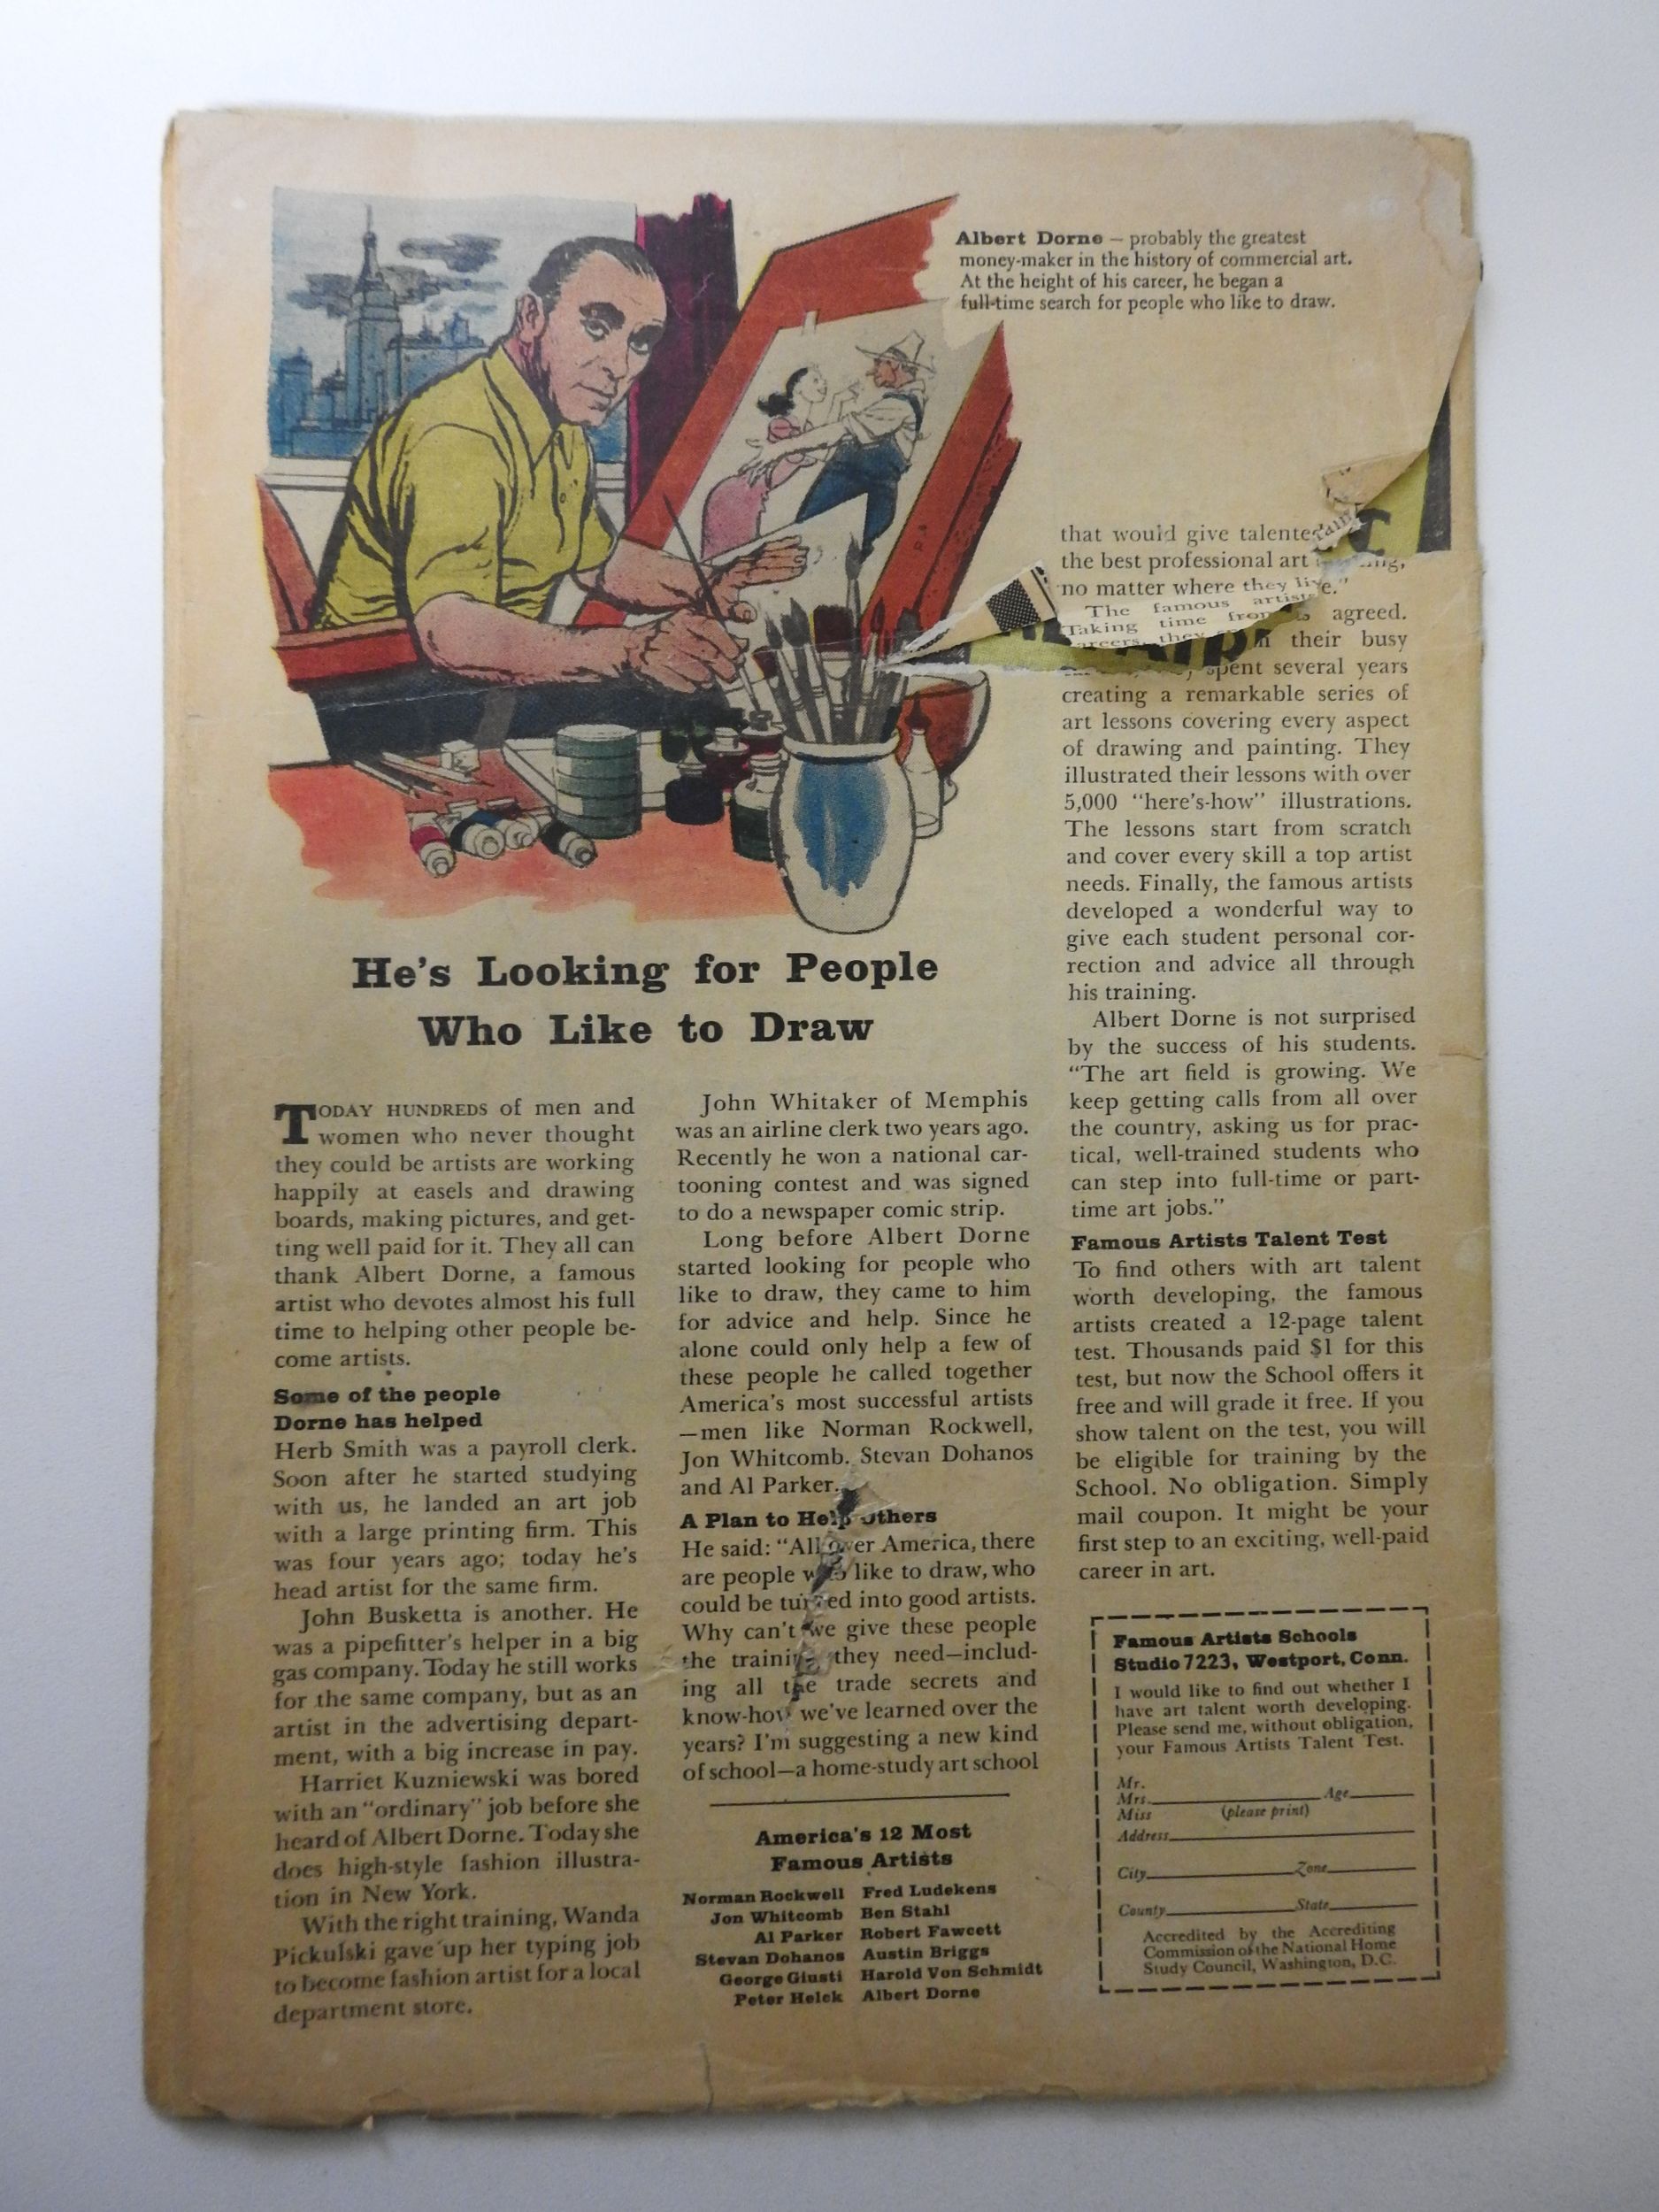 Albert Dorne – probably the greatest
money-maker in the history of commercial art.
At the height of his career, he began a
full-time search for people who like to draw.
He's Looking for People
Who Like to Draw
TODAY HUNDREDS of men and
women who never thought
they could be artists are working
happily at easels and drawing
boards, making pictures, and get-
ting well paid for it. They all can
thank Albert Dorne, a famous
artist who devotes almost his full
time to helping other people be-
come artists.
Some of the people
Dorne has helped
Herb Smith was a payroll clerk.
Soon after he started studying
with us, he landed an art job
with a large printing firm. This
was four years ago; today he's
head artist for the same firm.
John Busketta is another. He
was a pipefitter's helper in a big
gas company. Today he still works
for the same company, but as an
artist in the advertising depart-
ment, with a big increase in pay.
Harriet Kuzniewski was bored
with an "ordinary" job before she
heard of Albert Dorne. Today she
does high-style fashion illustra-
tion in New York.
With the right training, Wanda
Pickulski gave up her typing job
to become fashion artist for a local
department store.
John Whitaker of Memphis
was an airline clerk two years ago.
Recently he won a national car-
tooning contest and was signed
to do a newspaper comic strip.
Long before Albert Dorne
started looking for people who
like to draw, they came to him
for advice and help. Since he
alone could only help a few of
these people he called together
America's most successful artists
—men like Norman Rockwell,
Jon Whitcomb. Stevan Dohanos
and Al Parker.
A Plan to Help Others
He said: "All over America, there
are people who like to draw, who
could be turned into good artists.
Why can't we give these people
the training they need—includ-
ing all the trade secrets and
know-how we've learned over the
years? I'm suggesting a new kind
of school—a home-study art school
America's 12 Most
Famous Artists
Norman Rockwell Fred Ludekens
Jon Whitcomb Ben Stahl
Al Parker Robert Fawcett
Stevan Dohanos Austin Briggs
George Giusti Harold Von Schmidt
Peter Helck Albert Dorne
that would give talented
the best professional art
no matter where they live."
The famous artists agreed.
Taking time from their busy
careers, they spent several years
creating a remarkable series of
art lessons covering every aspect
of drawing and painting. They
illustrated their lessons with over
5,000 "here's-how" illustrations.
The lessons start from scratch
and cover every skill a top artist
needs. Finally, the famous artists
developed a wonderful way to
give each student personal cor-
rection and advice all through
his training.
Albert Dorne is not surprised
by the success of his students.
"The art field is growing. We
keep getting calls from all over
the country, asking us for prac-
tical, well-trained students who
can step into full-time or part-
time art jobs."
Famous Artists Talent Test
To find others with art talent
worth developing, the famous
artists created a 12-page talent
test. Thousands paid $1 for this
test, but now the School offers it
free and will grade it free. If you
show talent on the test, you will
be eligible for training by the
School. No obligation. Simply
mail coupon. It might be your
first step to an exciting, well-paid
career in art.
Famous Artists Schools
Studio 7223, Westport, Conn.
I would like to find out whether I
have art talent worth developing.
Please send me, without obligation,
your Famous Artists Talent Test.
Mr.
Mrs. Age
Miss (please print)
Address
City Zone
County State
Accredited by the Accrediting
Commission of the National Home
Study Council, Washington, D.C.